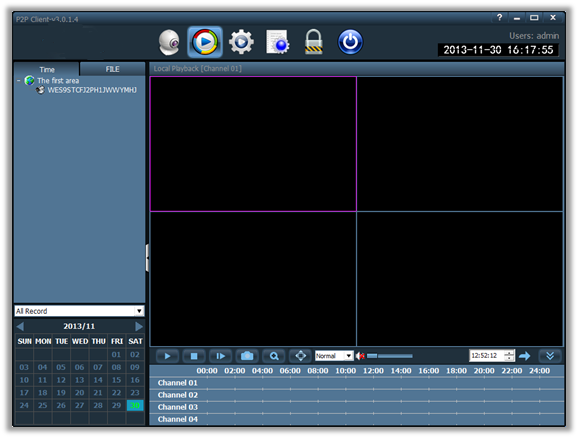 P2P Client-v3.0.1.4
?
Users: admin
2013-11-30 16:17:55
Time FILE
Local Playback [Channel 01]
The first area
WES9STCFJ2PH1JWWYMHJ
All Record
2013/11
SUN MON TUE WED THU FRI SAT
01 02
03 04 05 06 07 08 09
10 11 12 13 14 15 16
17 18 19 20 21 22 23
24 25 26 27 28 29 30
Normal 12:52:12
00:00 02:00 04:00 06:00 08:00 10:00 12:00 14:00 16:00 18:00 20:00 22:00 24:00
Channel 01
Channel 02
Channel 03
Channel 04